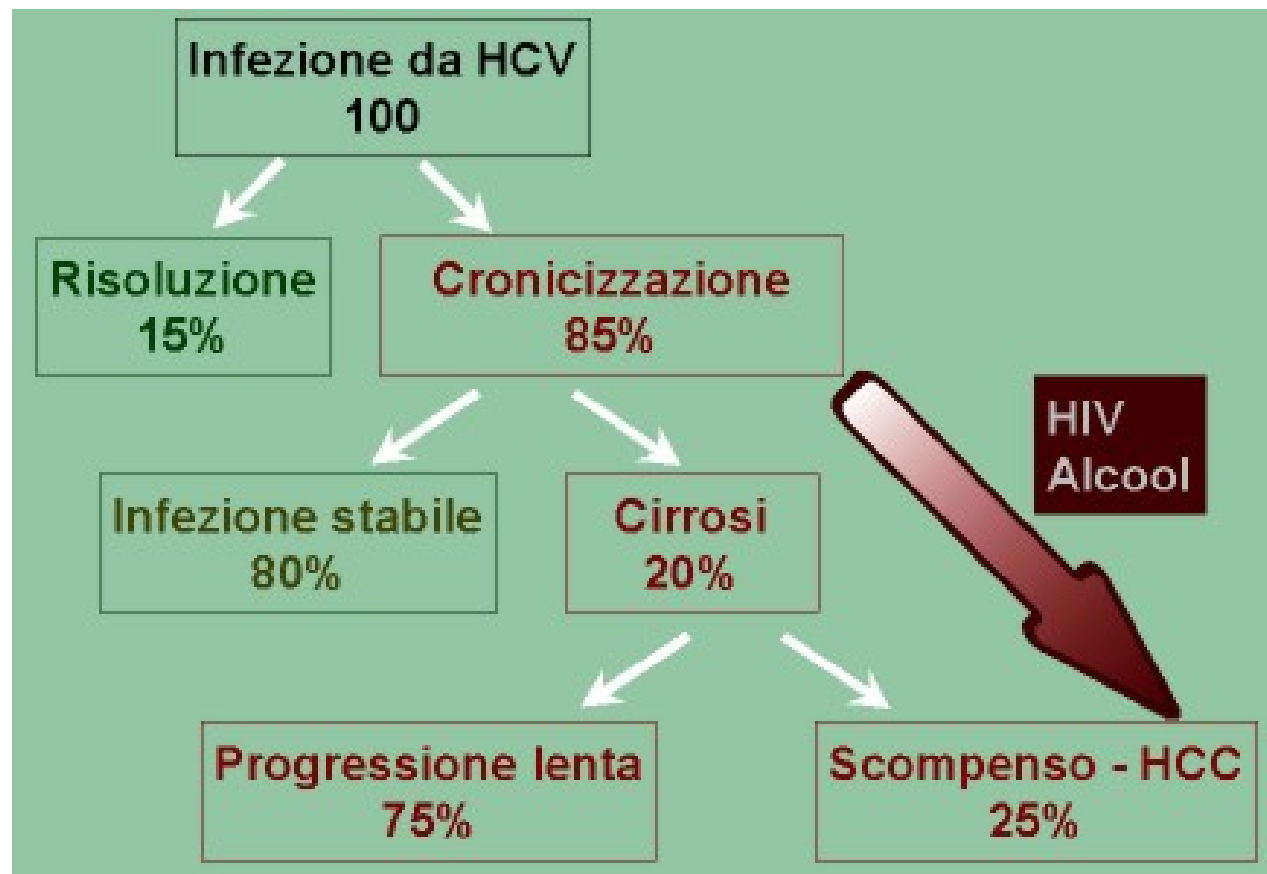 Infezione da HCV
100
Risoluzione
15%
Cronicizzazione
85%
HIV
Alcool
Infezione stabile
80%
Cirrosi
20%
Progressione lenta
75%
Scompenso - HCC
25%